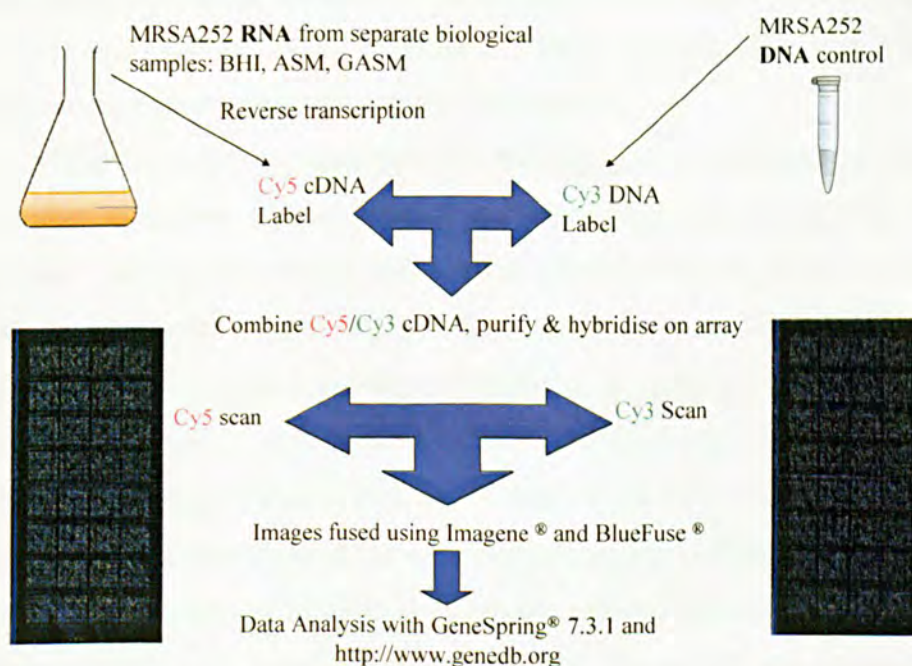 MRSA252 RNA from separate biological
samples: BHI, ASM, GASM
MRSA252
DNA control
Reverse transcription
Cy5 cDNA
Label
Cy3 DNA
Label
Combine Cy5/Cy3 cDNA, purify & hybridise on array
Cy5 scan
Cy3 Scan
Images fused using Imagene ® and BlueFuse ®
Data Analysis with GeneSpring® 7.3.1 and
http://www.genedb.org